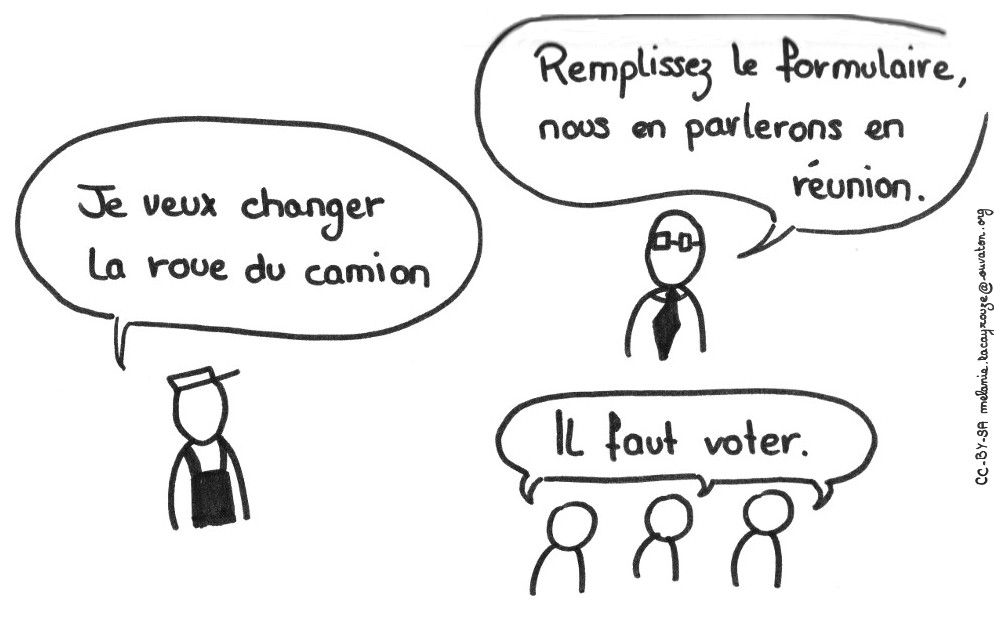 Je veux changer
la roue du camion
Remplissez le formulaire,
nous en parlerons en
réunion.
Il faut voter.
CC-BY-SA melanie.lacayrouze@ouvaton.org